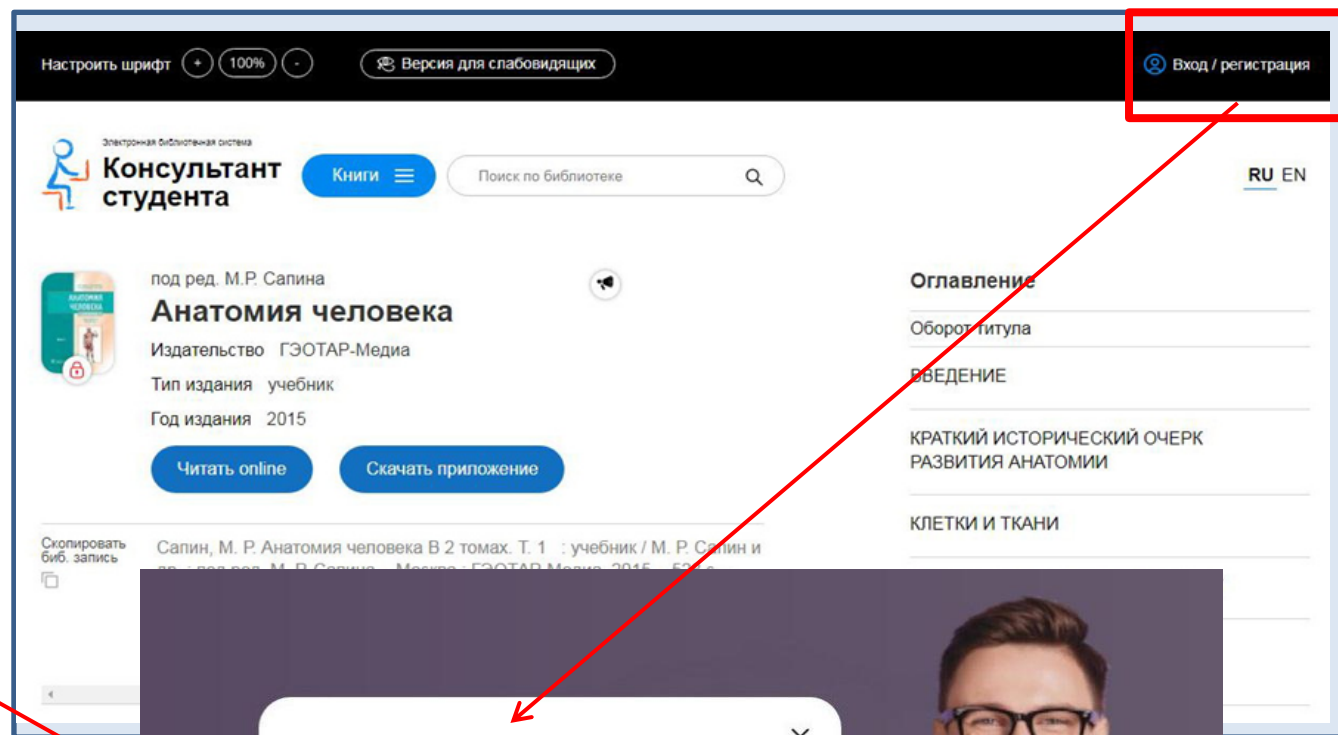 Настроить шрифт + 100% - Версия для слабовидящих Вход / регистрация
Электронная библиотечная система
Консультант
студента
Книги Поиск по библиотеке RU EN
под ред. М.Р. Сапина
Анатомия человека
Издательство ГЭОТАР-Медиа
Тип издания учебник
Год издания 2015
Читать online Скачать приложение
Скопировать
биб. запись
Сапин, М. Р. Анатомия человека В 2 томах. Т. 1 : учебник / М. Р. Сапин и
АНАТОМИЯ
ЧЕЛОВЕКА
Оглавление
Оборот титула
ВВЕДЕНИЕ
КРАТКИЙ ИСТОРИЧЕСКИЙ ОЧЕРК
РАЗВИТИЯ АНАТОМИИ
КЛЕТКИ И ТКАНИ